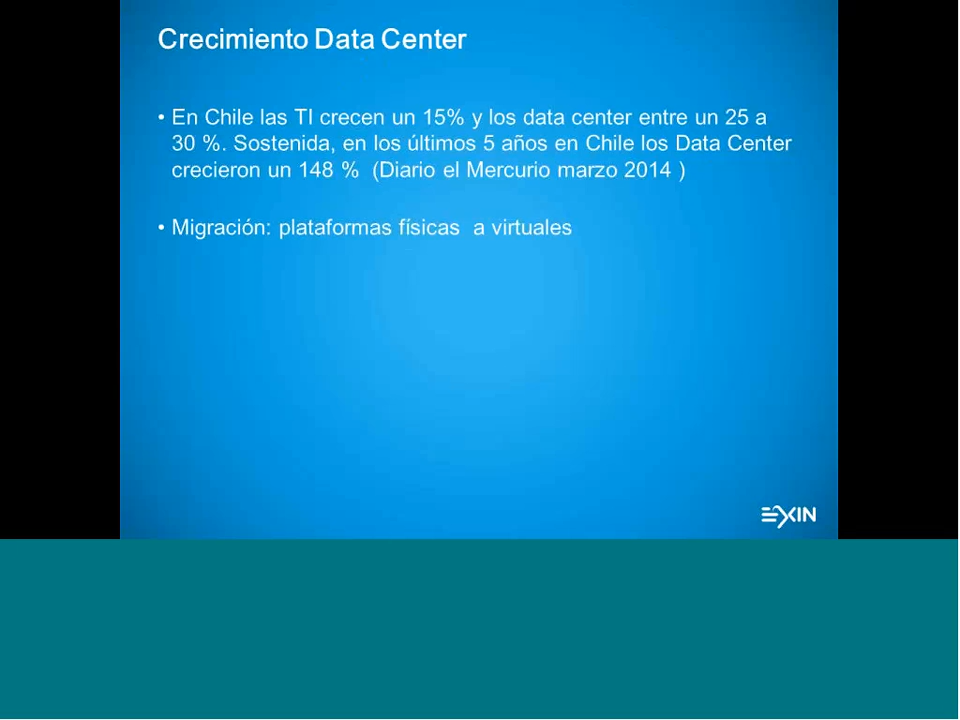 Crecimiento Data Center
• En Chile las TI crecen un 15% y los data center entre un 25 a
30 %. Sostenida, en los últimos 5 años en Chile los Data Center
crecieron un 148 %  (Diario el Mercurio marzo 2014 )
• Migración: plataformas físicas  a virtuales
EXIN